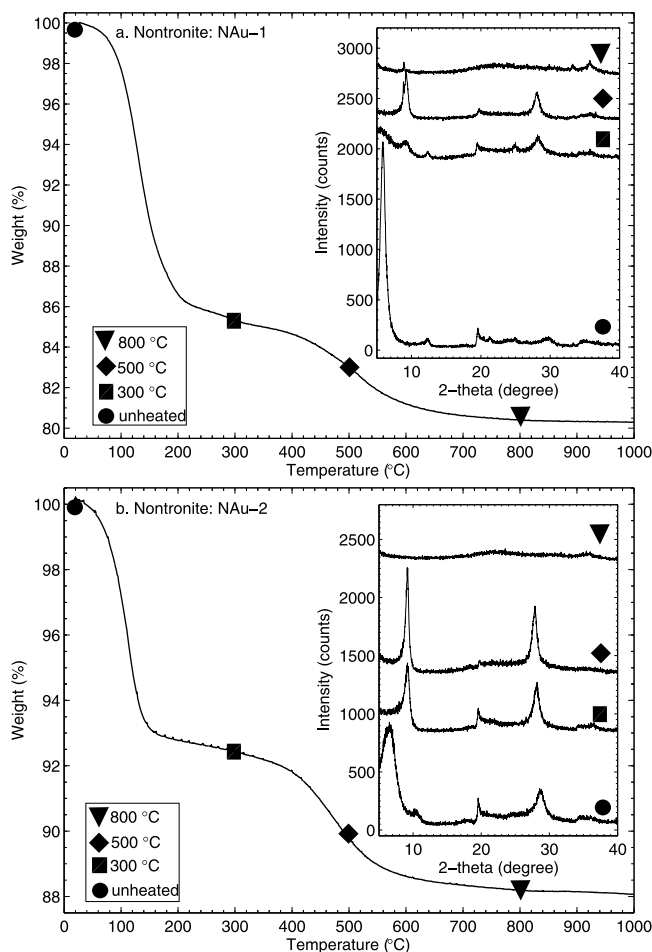 a. Nontronite: NAu−1
Weight (%)
100
98
96
94
92
90
88
86
84
82
80
0 100 200 300 400 500 600 700 800 900 1000
Temperature (°C)
800 °C
500 °C
300 °C
unheated
Intensity (counts)
3000
2500
2000
1500
1000
500
0
10 20 30 40
2−theta (degree)
b. Nontronite: NAu−2
Weight (%)
100
98
96
94
92
90
88
0 100 200 300 400 500 600 700 800 900 1000
Temperature (°C)
800 °C
500 °C
300 °C
unheated
Intensity (counts)
2500
2000
1500
1000
500
0
10 20 30 40
2−theta (degree)